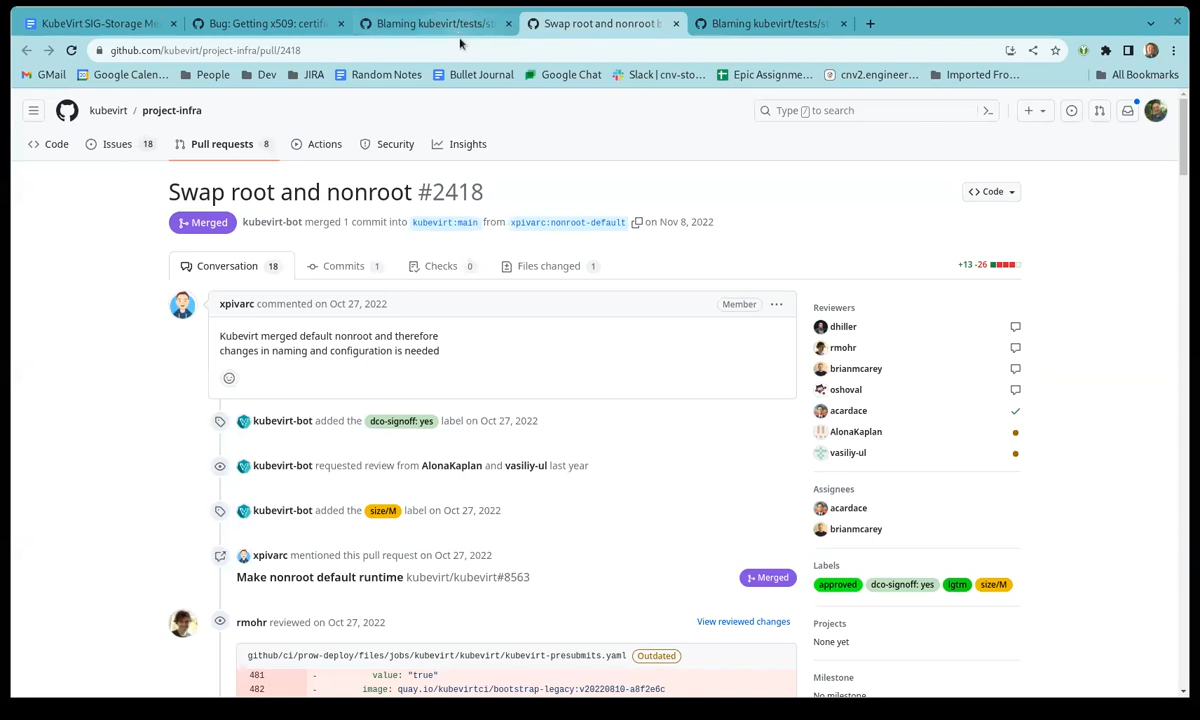 KubeVirt SIG-Storage Me
Bug: Getting x509: certifi
Blaming kubevirt/tests/st
Swap root and nonroot b
Blaming kubevirt/tests/st
github.com/kubevirt/project-infra/pull/2418
GMail
Google Calen...
People
Dev
JIRA
Random Notes
Bullet Journal
Google Chat
Slack | cnv-sto...
Epic Assignme...
cnv2.engineer...
Imported Fro...
All Bookmarks
kubevirt / project-infra
Type / to search
Code
Issues 18
Pull requests 8
Actions
Security
Insights
Swap root and nonroot #2418
Code
Merged
kubevirt-bot merged 1 commit into kubevirt:main from xpivarc:nonroot-default on Nov 8, 2022
Conversation 18
Commits 1
Checks 0
Files changed 1
+13 -26
xpivarc commented on Oct 27, 2022
Member
Kubevirt merged default nonroot and therefore
changes in naming and configuration is needed
kubevirt-bot added the dco-signoff: yes label on Oct 27, 2022
kubevirt-bot requested review from AlonaKaplan and vasiliy-ul last year
kubevirt-bot added the size/M label on Oct 27, 2022
xpivarc mentioned this pull request on Oct 27, 2022
Make nonroot default runtime kubevirt/kubevirt#8563
Merged
rmohr reviewed on Oct 27, 2022
View reviewed changes
github/ci/prow-deploy/files/jobs/kubevirt/kubevirt/kubevirt-presubmits.yaml
Outdated
481 - value: "true"
482 - image: quay.io/kubevirtci/bootstrap-legacy:v20220810-a8f2e6c
Reviewers
dhiller
rmohr
brianmcarey
oshoval
acardace
AlonaKaplan
vasiliy-ul
Assignees
acardace
brianmcarey
Labels
approved
dco-signoff: yes
lgtm
size/M
Projects
None yet
Milestone
No milestone